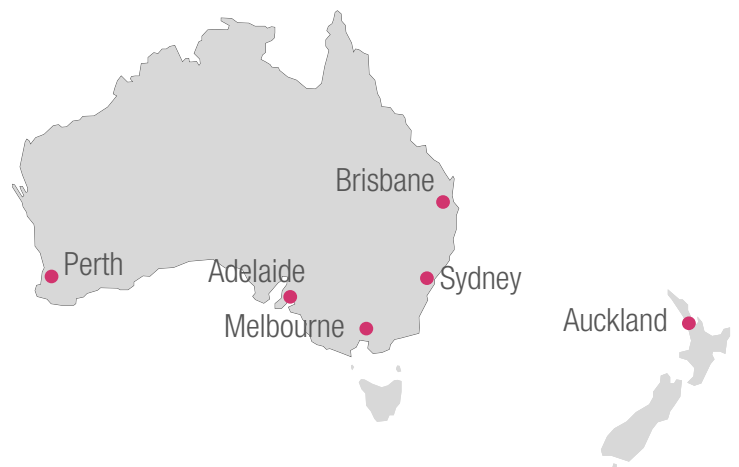 Brisbane
Perth
Adelaide
Sydney
Melbourne
Auckland